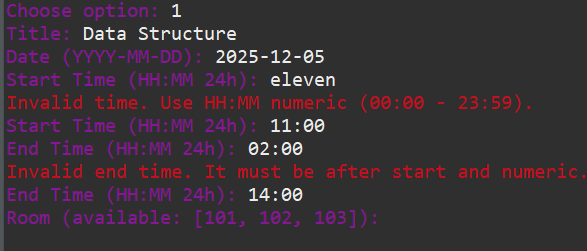 Choose option: 1
Title: Data Structure
Date (YYYY-MM-DD): 2025-12-05
Start Time (HH:MM 24h): eleven
Invalid time. Use HH:MM numeric (00:00 - 23:59).
Start Time (HH:MM 24h): 11:00
End Time (HH:MM 24h): 02:00
Invalid end time. It must be after start and numeric.
End Time (HH:MM 24h): 14:00
Room (available: [101, 102, 103]):